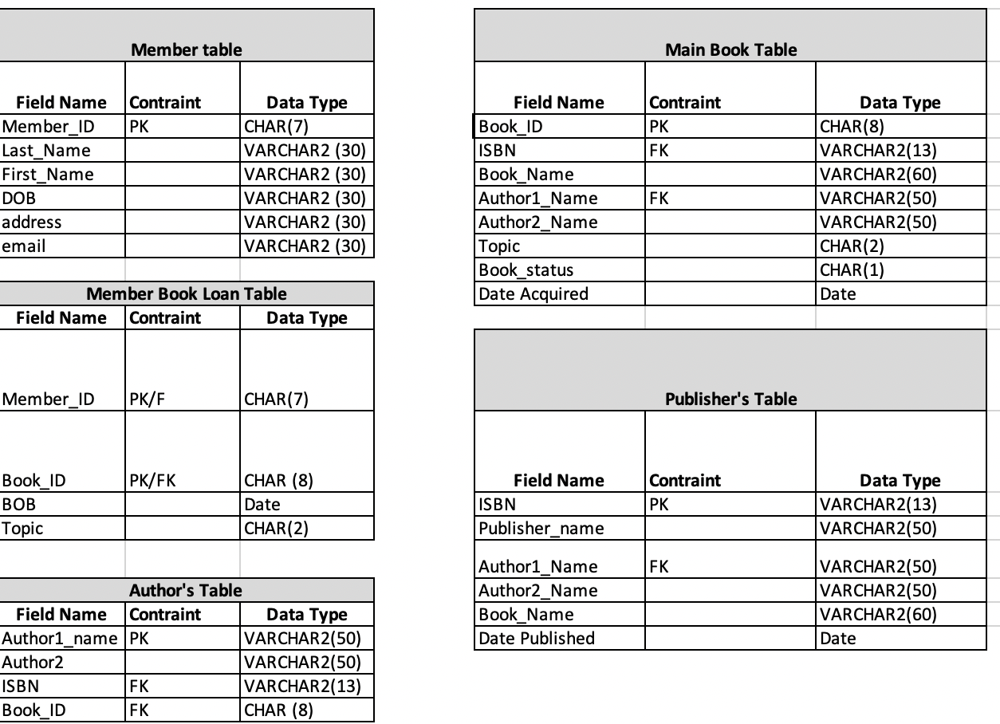 Member table
Field Name Contraint Data Type
Member_ID PK CHAR(7)
Last_Name VARCHAR2 (30)
First_Name VARCHAR2 (30)
DOB VARCHAR2 (30)
address VARCHAR2 (30)
email VARCHAR2 (30)
Member Book Loan Table
Field Name Contraint Data Type
Member_ID PK/F CHAR(7)
Book_ID PK/FK CHAR (8)
BOB Date
Topic CHAR(2)
Author's Table
Field Name Contraint Data Type
Author1_name PK VARCHAR2(50)
Author2 VARCHAR2(50)
ISBN FK VARCHAR2(13)
Book_ID FK CHAR (8)
Main Book Table
Field Name Contraint Data Type
Book_ID PK CHAR(8)
ISBN FK VARCHAR2(13)
Book_Name VARCHAR2(60)
Author1_Name FK VARCHAR2(50)
Author2_Name VARCHAR2(50)
Topic CHAR(2)
Book_status CHAR(1)
Date Acquired Date
Publisher's Table
Field Name Contraint Data Type
ISBN PK VARCHAR2(13)
Publisher_name VARCHAR2(50)
Author1_Name FK VARCHAR2(50)
Author2_Name VARCHAR2(50)
Book_Name VARCHAR2(60)
Date Published Date